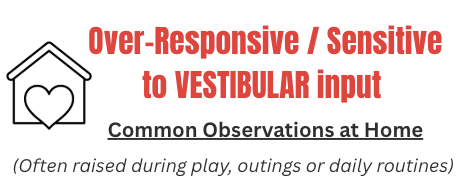 Over-Responsive / Sensitive
to VESTIBULAR input
Common Observations at Home
(Often raised during play, outings or daily routines)